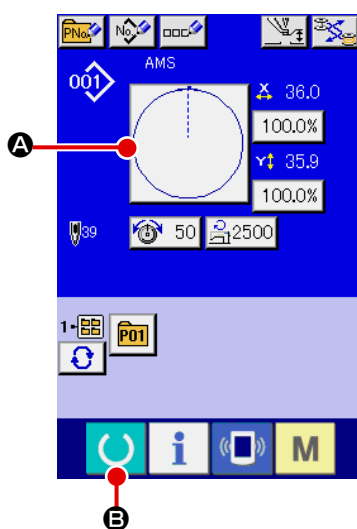 PNo. No.
AMS
001
X 36.0
A
100.0%
Y 35.9
100.0%
39 50 2500
1-
P01
i M
B